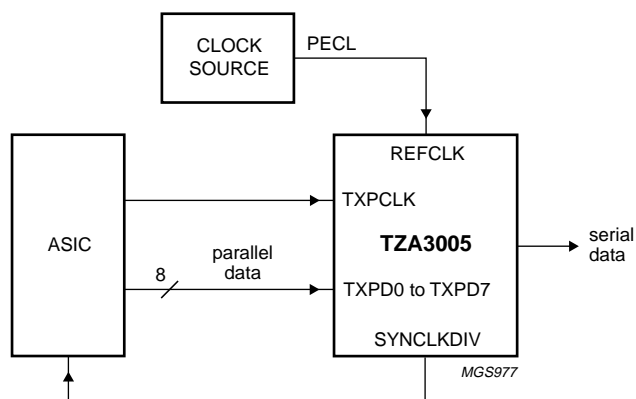 CLOCK
SOURCE
PECL
REFCLK
TXPCLK
ASIC
TZA3005
8
parallel
data
TXPD0 to TXPD7
serial
data
SYNCLKDIV
MGS977